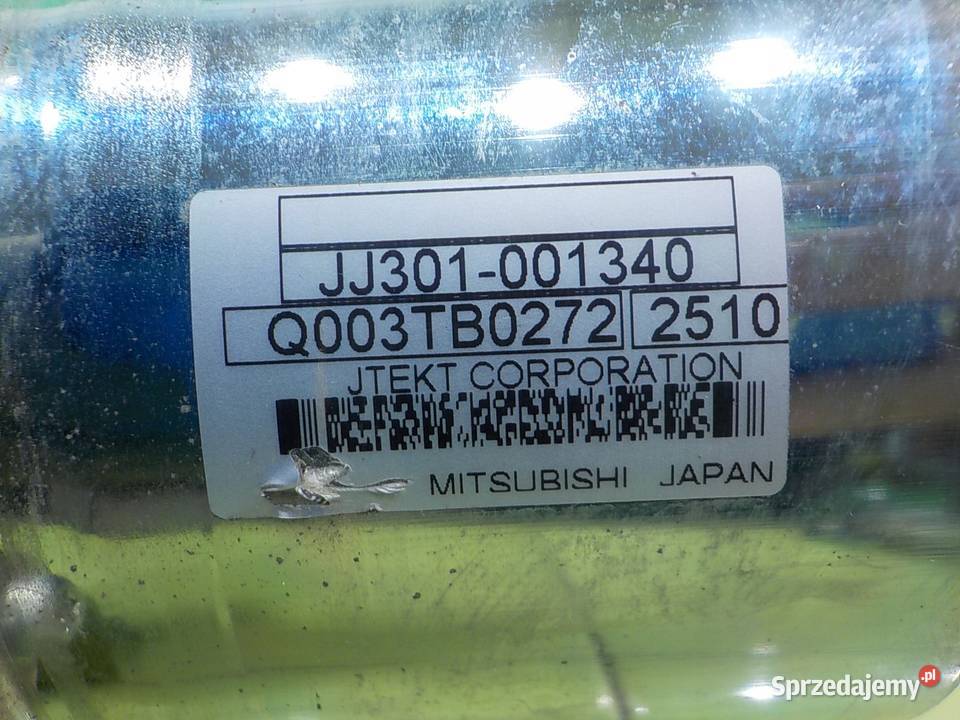 JJ301-001340
Q003TB0272 2510
JTEKT CORPORATION
MITSUBISHI JAPAN
Sprzedajemy.pl